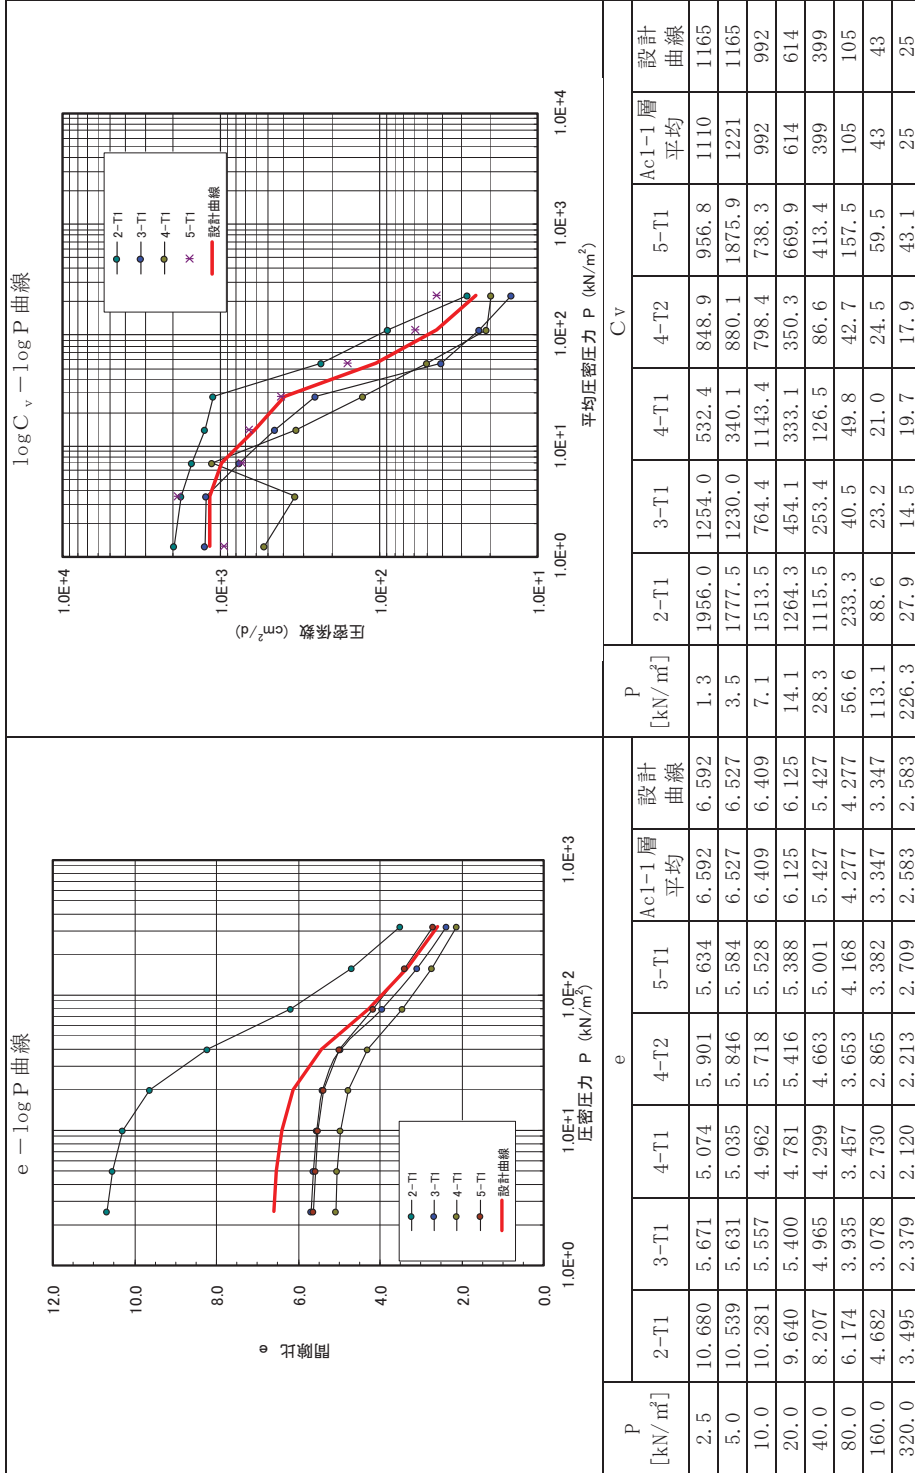 e－logP曲線
12.0
10.0
8.0
6.0
4.0
2.0
0.0
間隙比 e
1.0E+0
1.0E+1
1.0E+2
1.0E+3
圧密圧力 P (kN/m²)
2-T1
3-T1
4-T1
5-T1
設計曲線
logCv－logP曲線
1.0E+4
1.0E+3
1.0E+2
1.0E+1
圧密係数 (cm²/d)
1.0E+0
1.0E+1
1.0E+2
1.0E+3
1.0E+4
平均圧密圧力 P (kN/m²)
2-T1
3-T1
4-T1
5-T1
設計曲線
P [kN/㎡] e
2-T1 3-T1 4-T1 4-T2 5-T1 Ac1-1層平均 設計曲線
2.5 10.680 5.671 5.074 5.901 5.634 6.592 6.592
5.0 10.539 5.631 5.035 5.846 5.584 6.527 6.527
10.0 10.281 5.557 4.962 5.718 5.528 6.409 6.409
20.0 9.640 5.400 4.781 5.416 5.388 6.125 6.125
40.0 8.207 4.965 4.299 4.663 5.001 5.427 5.427
80.0 6.174 3.935 3.457 3.653 4.168 4.277 4.277
160.0 4.682 3.078 2.730 2.865 3.382 3.347 3.347
320.0 3.495 2.379 2.120 2.213 2.709 2.583 2.583
P [kN/㎡] Cv
2-T1 3-T1 4-T1 4-T2 5-T1 Ac1-1層平均 設計曲線
1.3 1956.0 1254.0 532.4 848.9 956.8 1110 1165
3.5 1777.5 1230.0 340.1 880.1 1875.9 1221 1165
7.1 1513.5 764.4 1143.4 798.4 738.3 992 992
14.1 1264.3 454.1 333.1 350.3 669.9 614 614
28.3 1115.5 253.4 126.5 86.6 413.4 399 399
56.6 233.3 40.5 49.8 42.7 157.5 105 105
113.1 88.6 23.2 21.0 24.5 59.5 43 43
226.3 27.9 14.5 19.7 17.9 43.1 25 25